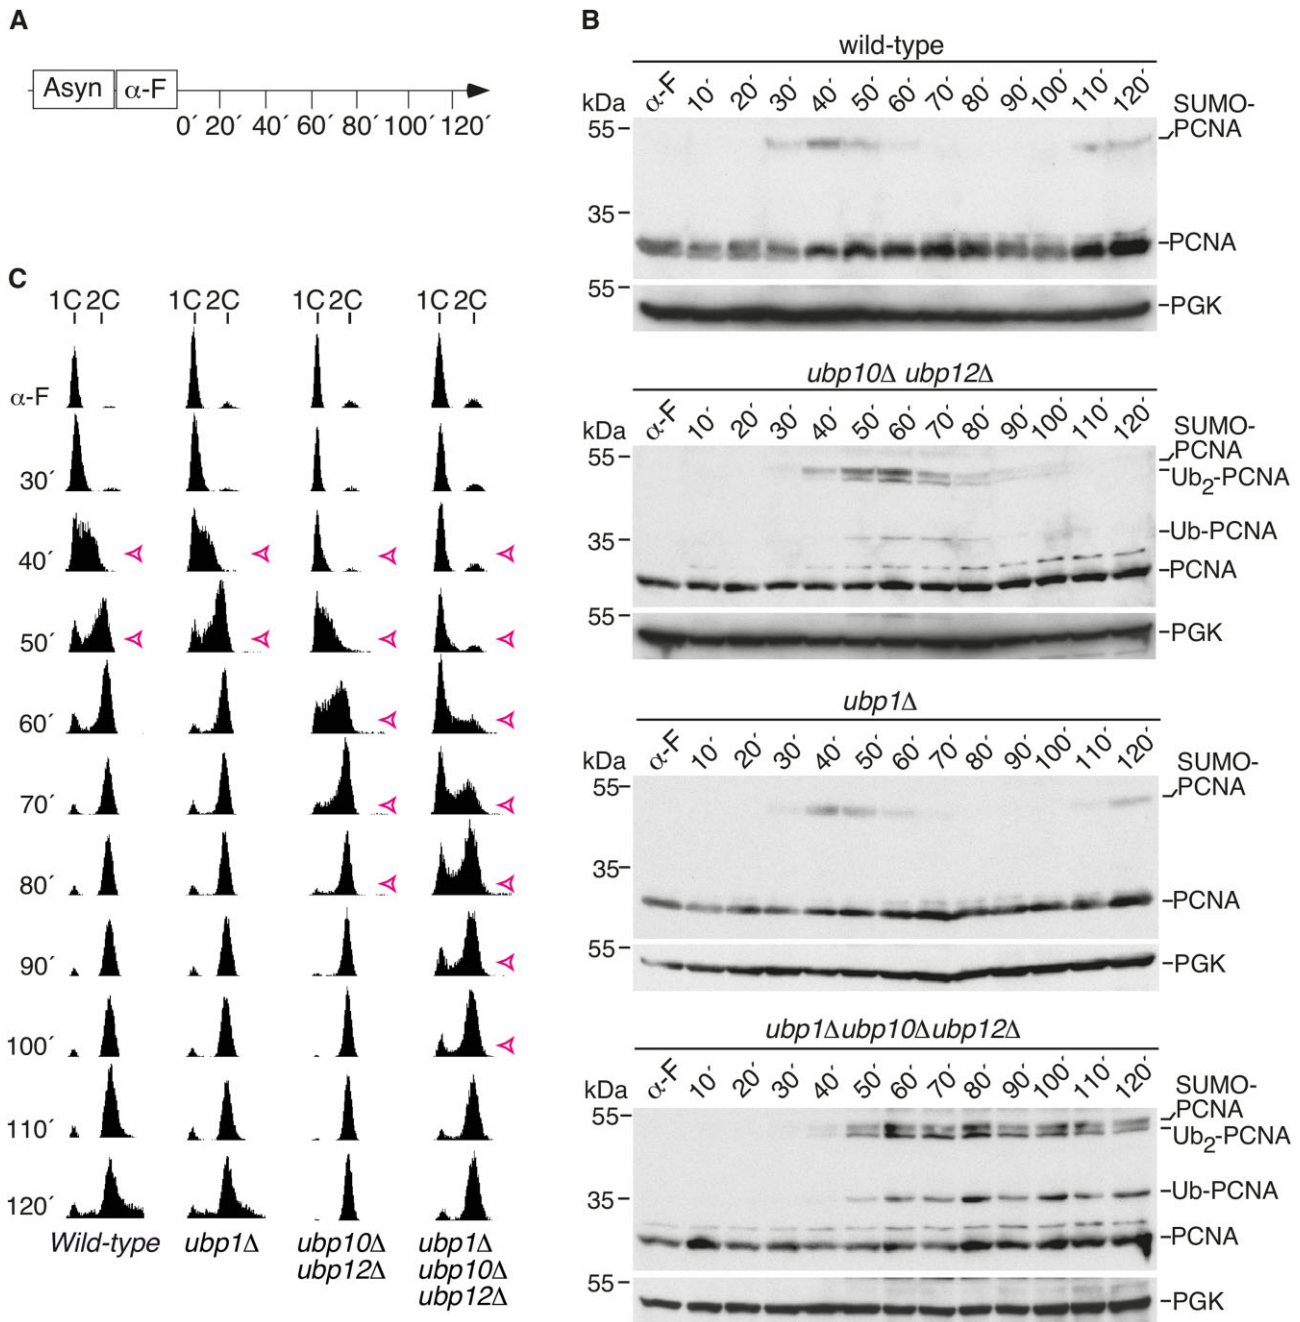 A
Asyn α-F
0´ 20´ 40´ 60´ 80´ 100´ 120´
B
wild-type
kDa α-F 10´ 20´ 30´ 40´ 50´ 60´ 70´ 80´ 90´ 100´ 110´ 120´ SUMO-
PCNA
55
35
PCNA
55
PGK
ubp10Δ ubp12Δ
kDa α-F 10´ 20´ 30´ 40´ 50´ 60´ 70´ 80´ 90´ 100´ 110´ 120´ SUMO-
PCNA
55
Ub2-PCNA
Ub-PCNA
35
PCNA
55
PGK
ubp1Δ
kDa α-F 10´ 20´ 30´ 40´ 50´ 60´ 70´ 80´ 90´ 100´ 110´ 120´ SUMO-
PCNA
55
35
PCNA
55
PGK
ubp1Δubp10Δubp12Δ
kDa α-F 10´ 20´ 30´ 40´ 50´ 60´ 70´ 80´ 90´ 100´ 110´ 120´ SUMO-
PCNA
55
Ub2-PCNA
35
Ub-PCNA
PCNA
55
PGK
C
1C 2C 1C 2C 1C 2C 1C 2C
α-F
30´
40´
50´
60´
70´
80´
90´
100´
110´
120´
Wild-type ubp1Δ ubp10Δ ubp1Δ
ubp12Δ ubp10Δ
ubp12Δ